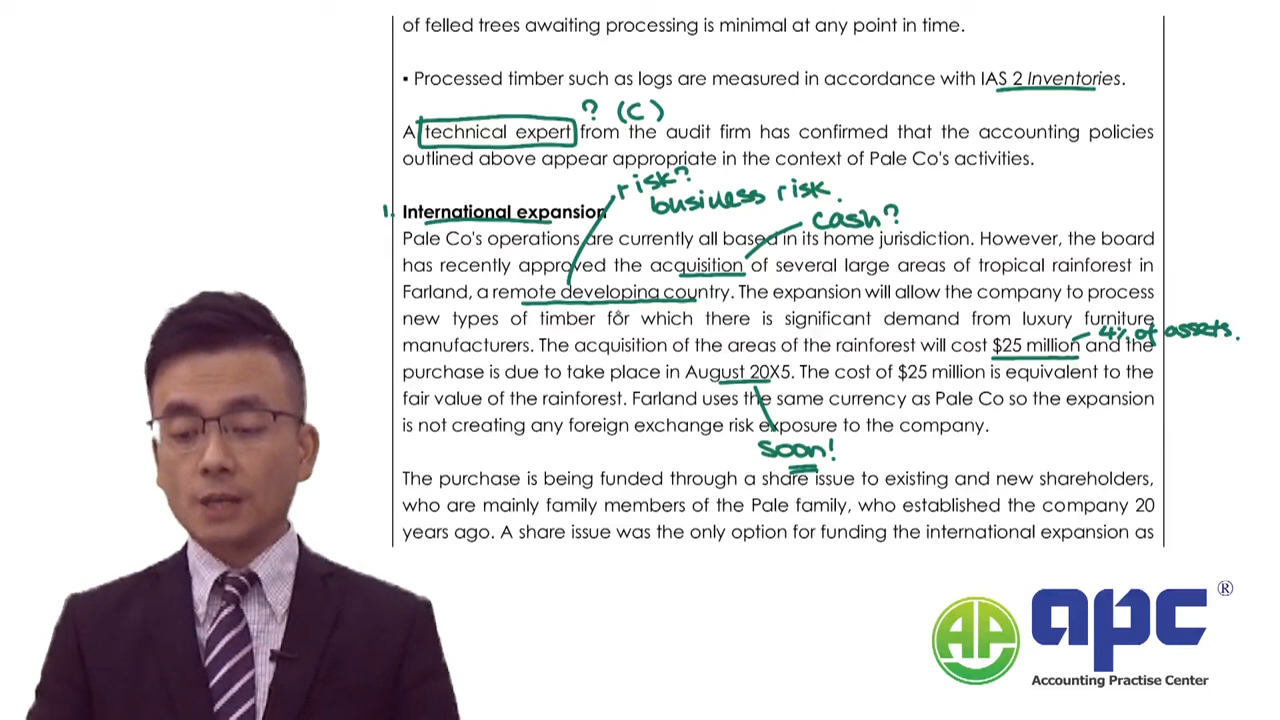 of felled trees awaiting processing is minimal at any point in time.
▪ Processed timber such as logs are measured in accordance with IAS 2 Inventories.
? (C)
A technical expert from the audit firm has confirmed that the accounting policies
outlined above appear appropriate in the context of Pale Co's activities.
risk?
business risk.
1. International expansion
cash?
Pale Co's operations are currently all based in its home jurisdiction. However, the board
has recently approved the acquisition of several large areas of tropical rainforest in
Farland, a remote developing country. The expansion will allow the company to process
new types of timber for which there is significant demand from luxury furniture
4% of assets.
manufacturers. The acquisition of the areas of the rainforest will cost $25 million and the
purchase is due to take place in August 20X5. The cost of $25 million is equivalent to the
fair value of the rainforest. Farland uses the same currency as Pale Co so the expansion
is not creating any foreign exchange risk exposure to the company.
soon!
The purchase is being funded through a share issue to existing and new shareholders,
who are mainly family members of the Pale family, who established the company 20
years ago. A share issue was the only option for funding the international expansion as
AP apc ®
Accounting Practise Center